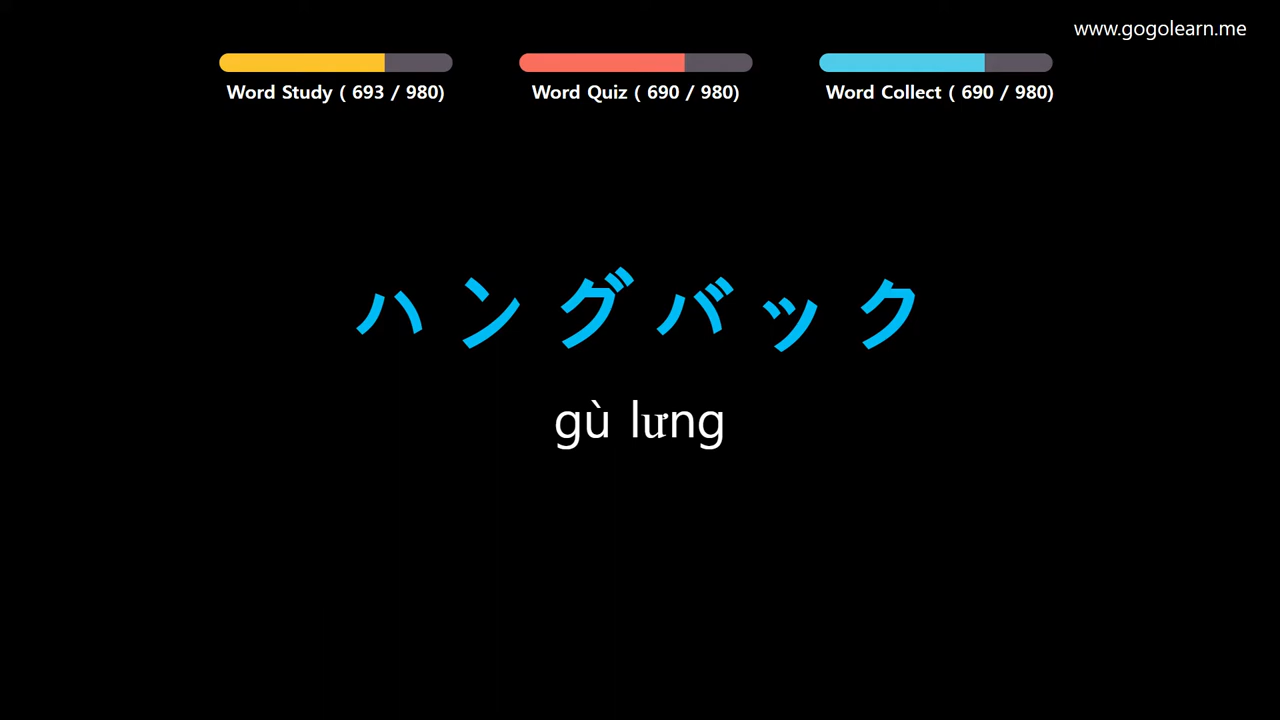 www.gogolearn.me
Word Study ( 693 / 980)
Word Quiz ( 690 / 980)
Word Collect ( 690 / 980)
ハングバック
gù lưng